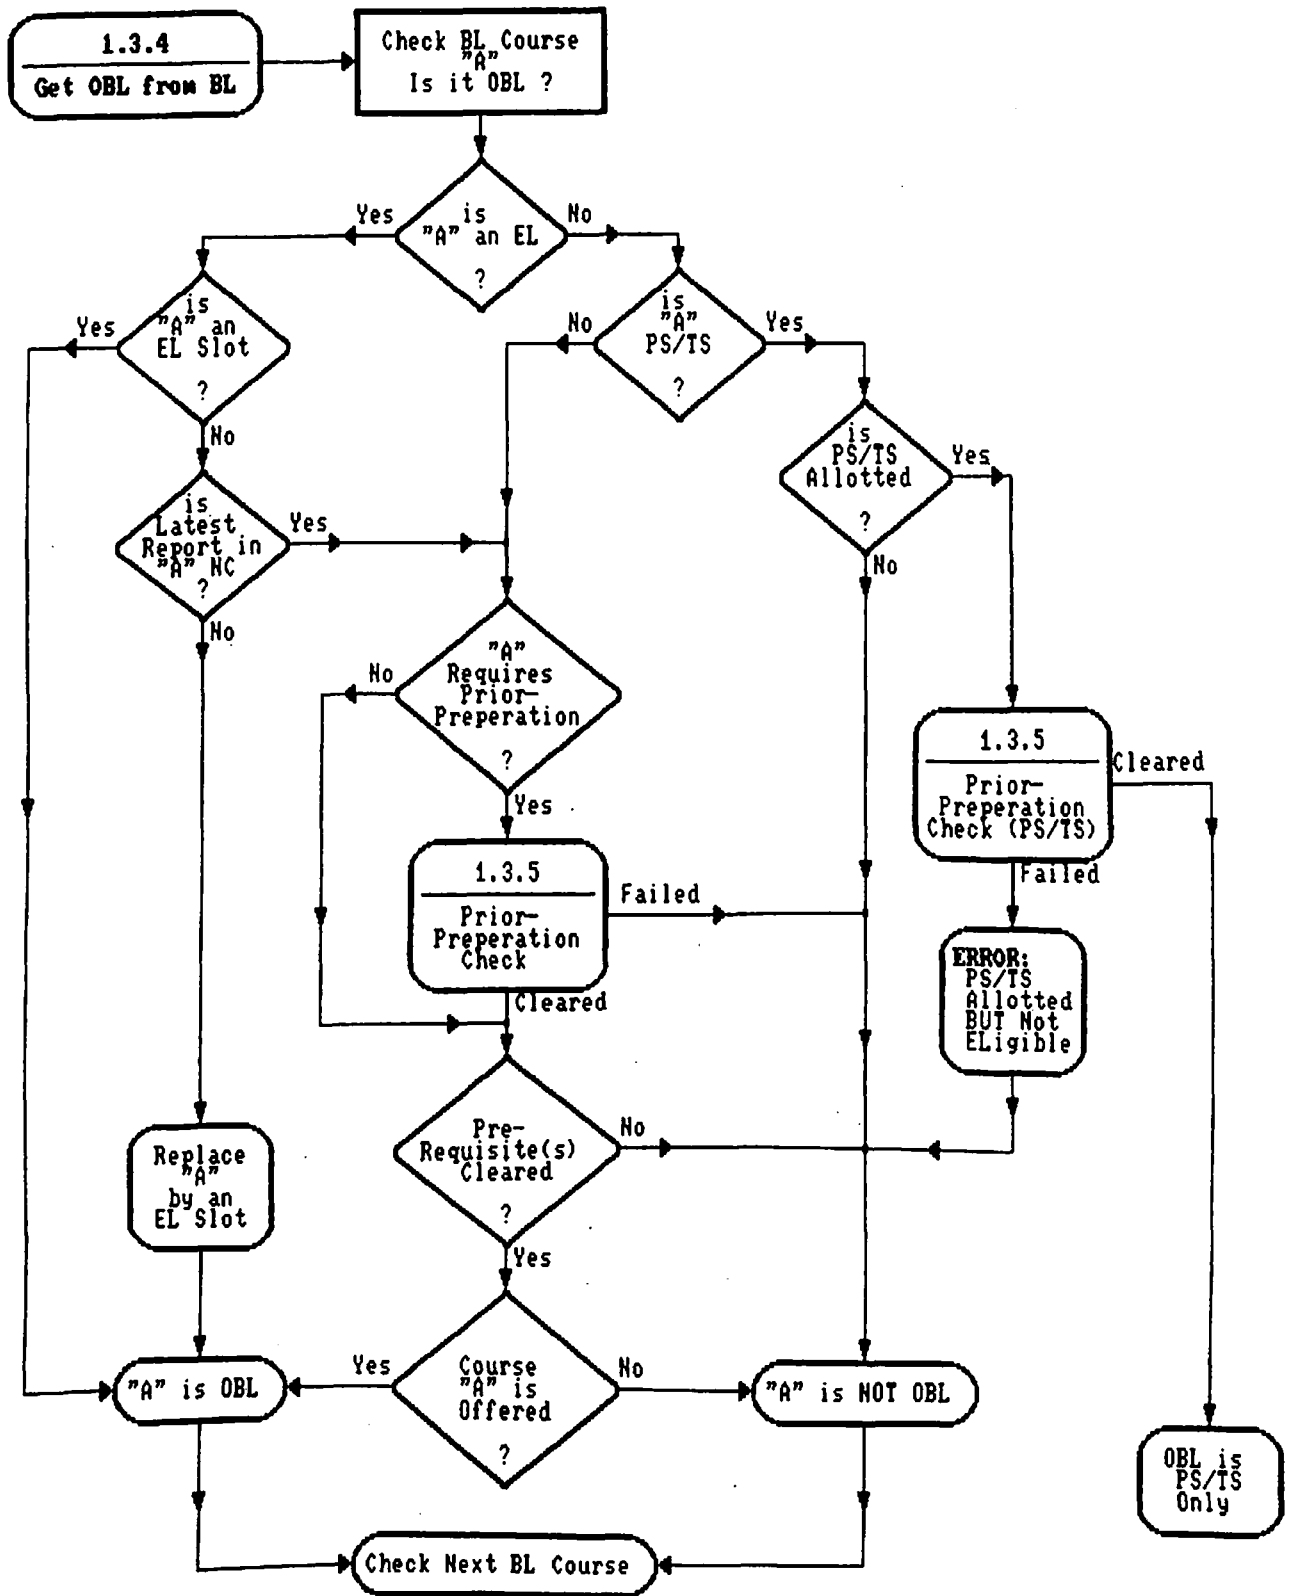 1.3.4
Get OBL from BL
Check BL Course
"A"
Is it OBL ?
is
"A" an EL
?
Yes
No
is
"A" an
EL Slot
?
Yes
No
is
"A"
PS/TS
?
No
Yes
is
PS/TS
Allotted
?
Yes
No
is
Latest
Report in
"A" NC
?
Yes
No
"A"
Requires
Prior-
Preperation
?
No
Yes
1.3.5
Prior-
Preperation
Check (PS/TS)
Cleared
Failed
1.3.5
Prior-
Preperation
Check
Failed
Cleared
ERROR:
PS/TS
Allotted
BUT Not
ELigible
Pre-
Requisite(s)
Cleared
?
No
Yes
Replace
"A"
by an
EL Slot
"A" is OBL
Yes
Course
"A" is
Offered
?
No
"A" is NOT OBL
OBL is
PS/TS
Only
Check Next BL Course